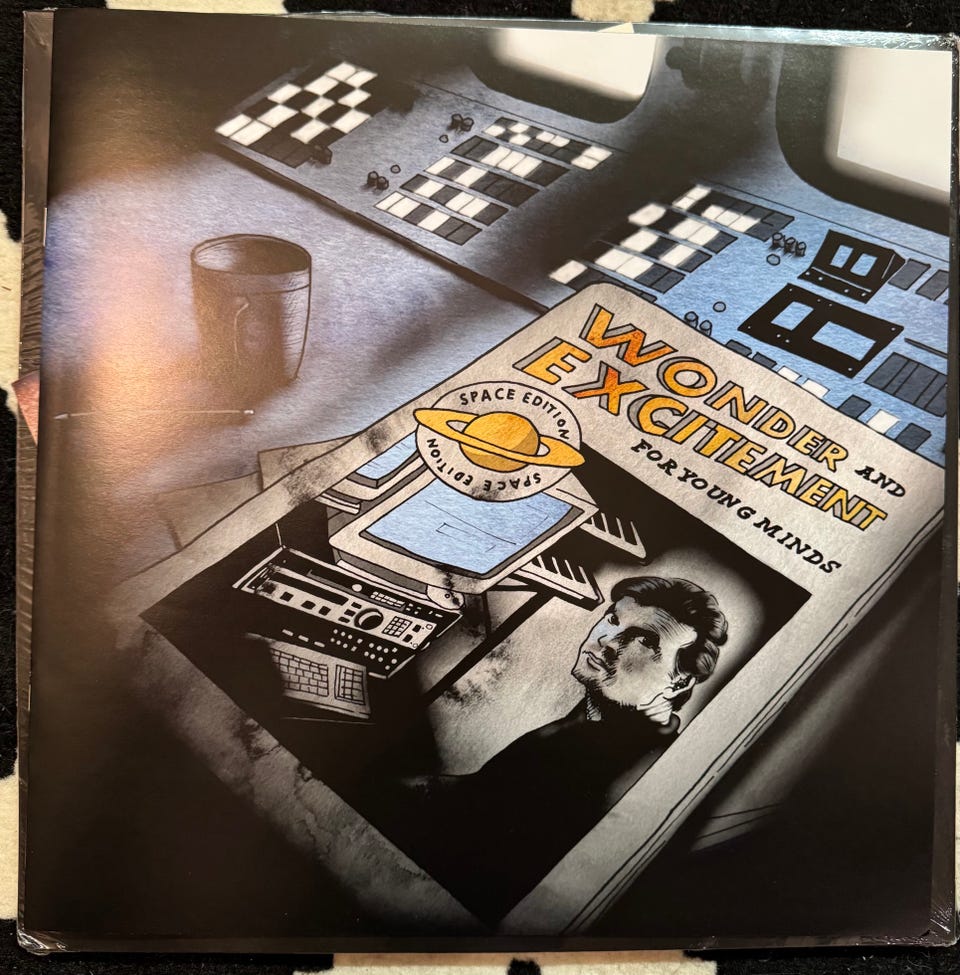 WONDER AND
EXCITEMENT
FOR YOUNG MINDS
SPACE EDITION
SPACE EDITION